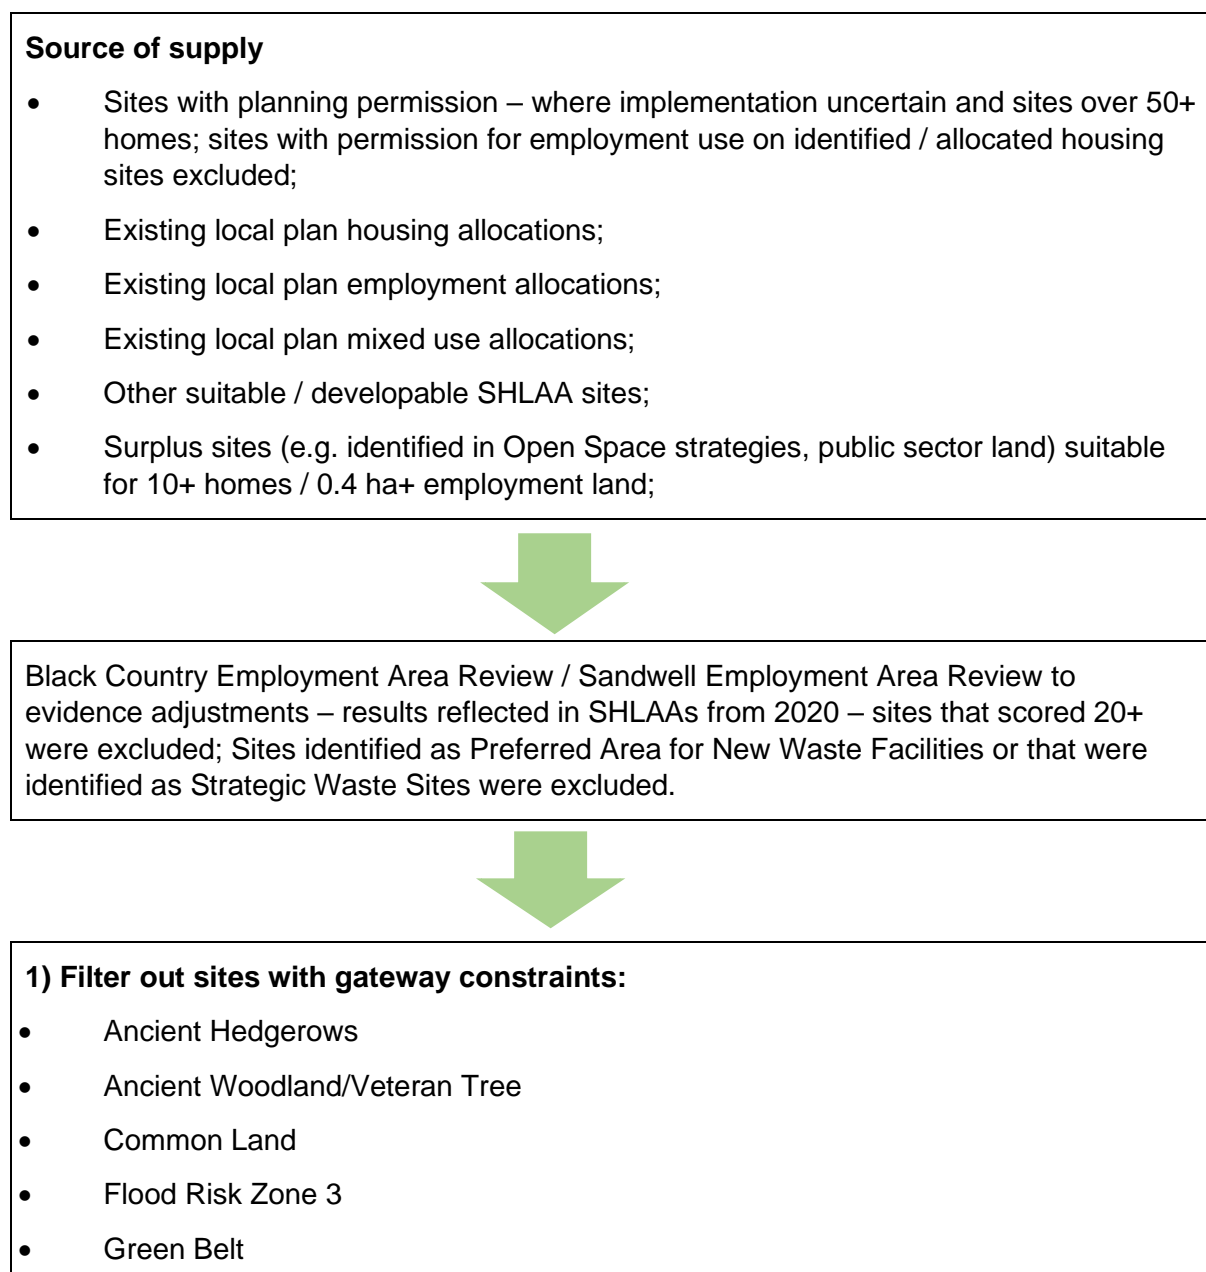 Source of supply
• Sites with planning permission – where implementation uncertain and sites over 50+
homes; sites with permission for employment use on identified / allocated housing
sites excluded;
• Existing local plan housing allocations;
• Existing local plan employment allocations;
• Existing local plan mixed use allocations;
• Other suitable / developable SHLAA sites;
• Surplus sites (e.g. identified in Open Space strategies, public sector land) suitable
for 10+ homes / 0.4 ha+ employment land;
Black Country Employment Area Review / Sandwell Employment Area Review to
evidence adjustments – results reflected in SHLAAs from 2020 – sites that scored 20+
were excluded; Sites identified as Preferred Area for New Waste Facilities or that were
identified as Strategic Waste Sites were excluded.
1) Filter out sites with gateway constraints:
• Ancient Hedgerows
• Ancient Woodland/Veteran Tree
• Common Land
• Flood Risk Zone 3
• Green Belt